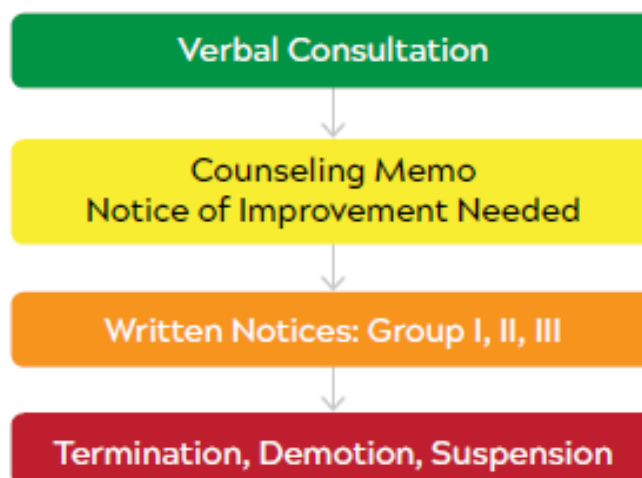 Verbal Consultation
Counseling Memo
Notice of Improvement Needed
Written Notices: Group I, II, III
Termination, Demotion, Suspension